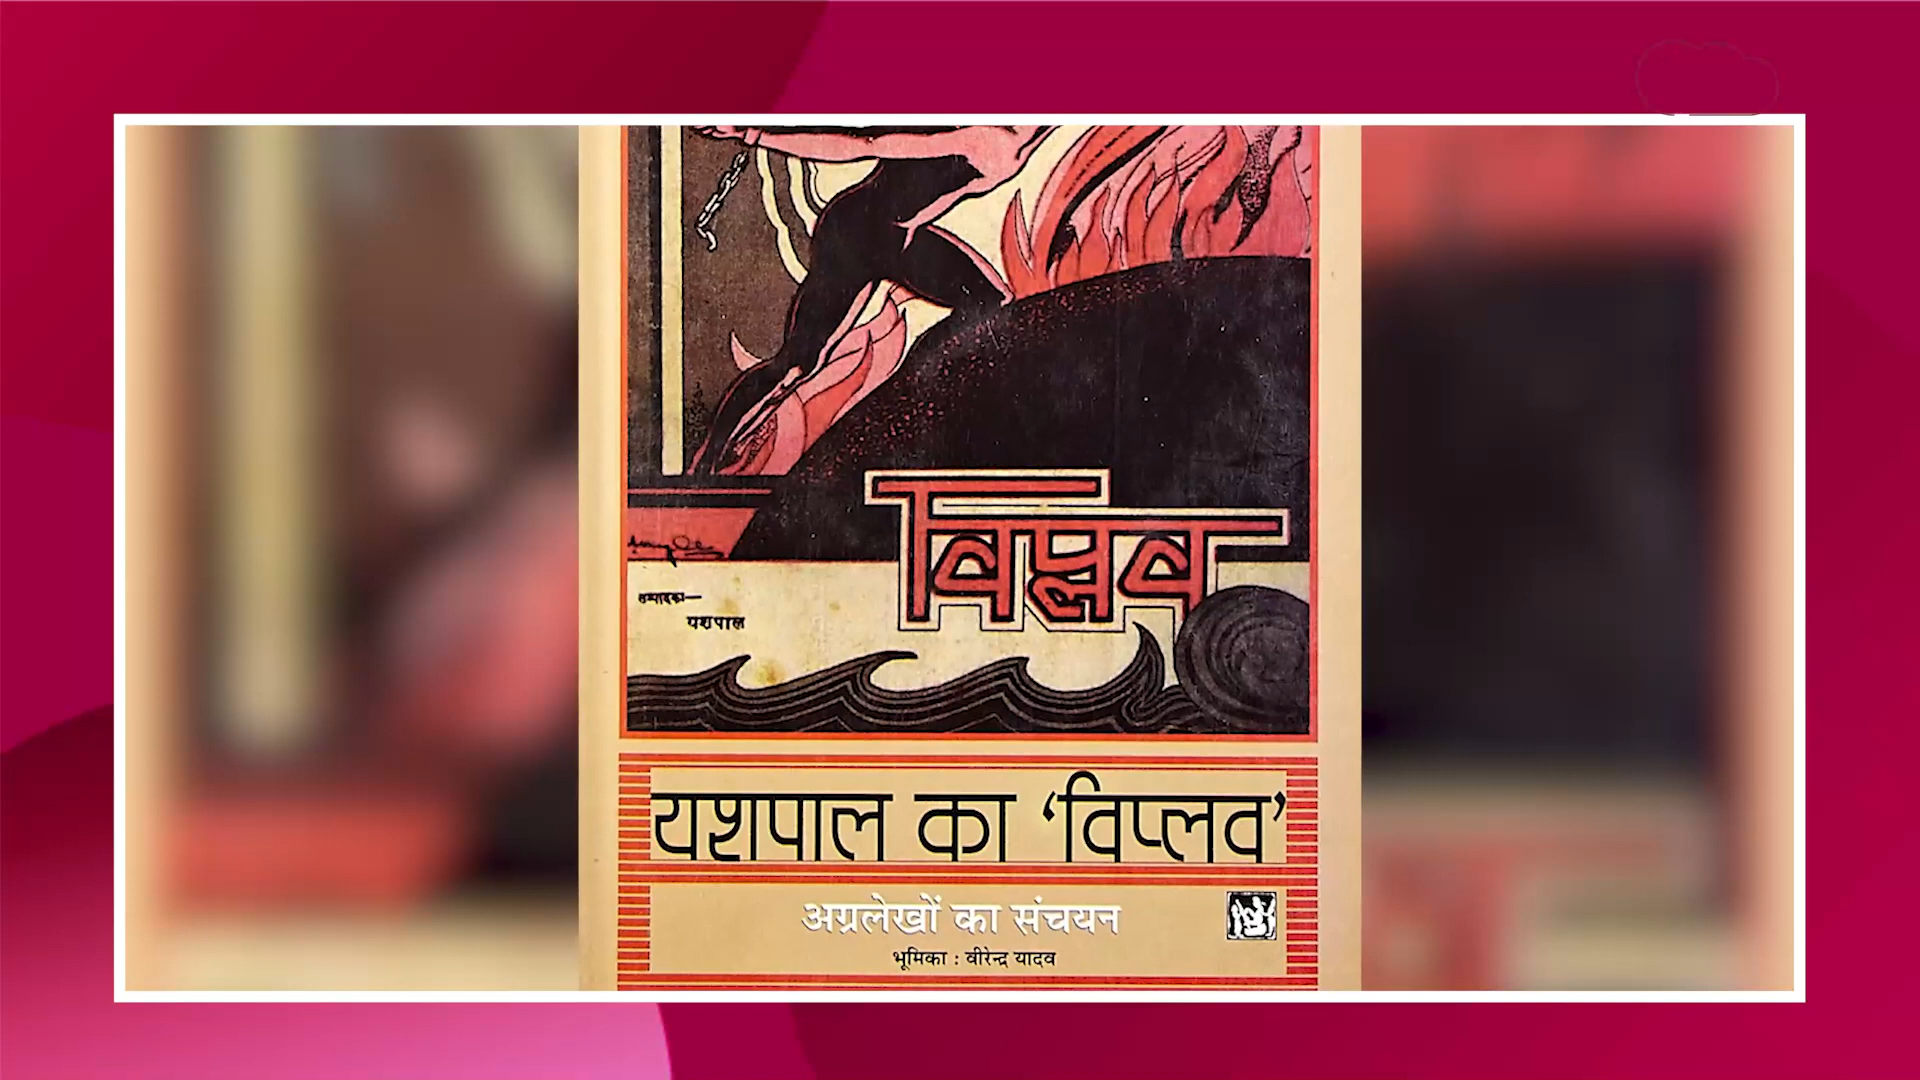 विप्लव
सम्पादक—
यशपाल
यशपाल का ‘विप्लव’
अग्रलेखों का संचयन
भूमिका : वीरेन्द्र यादव